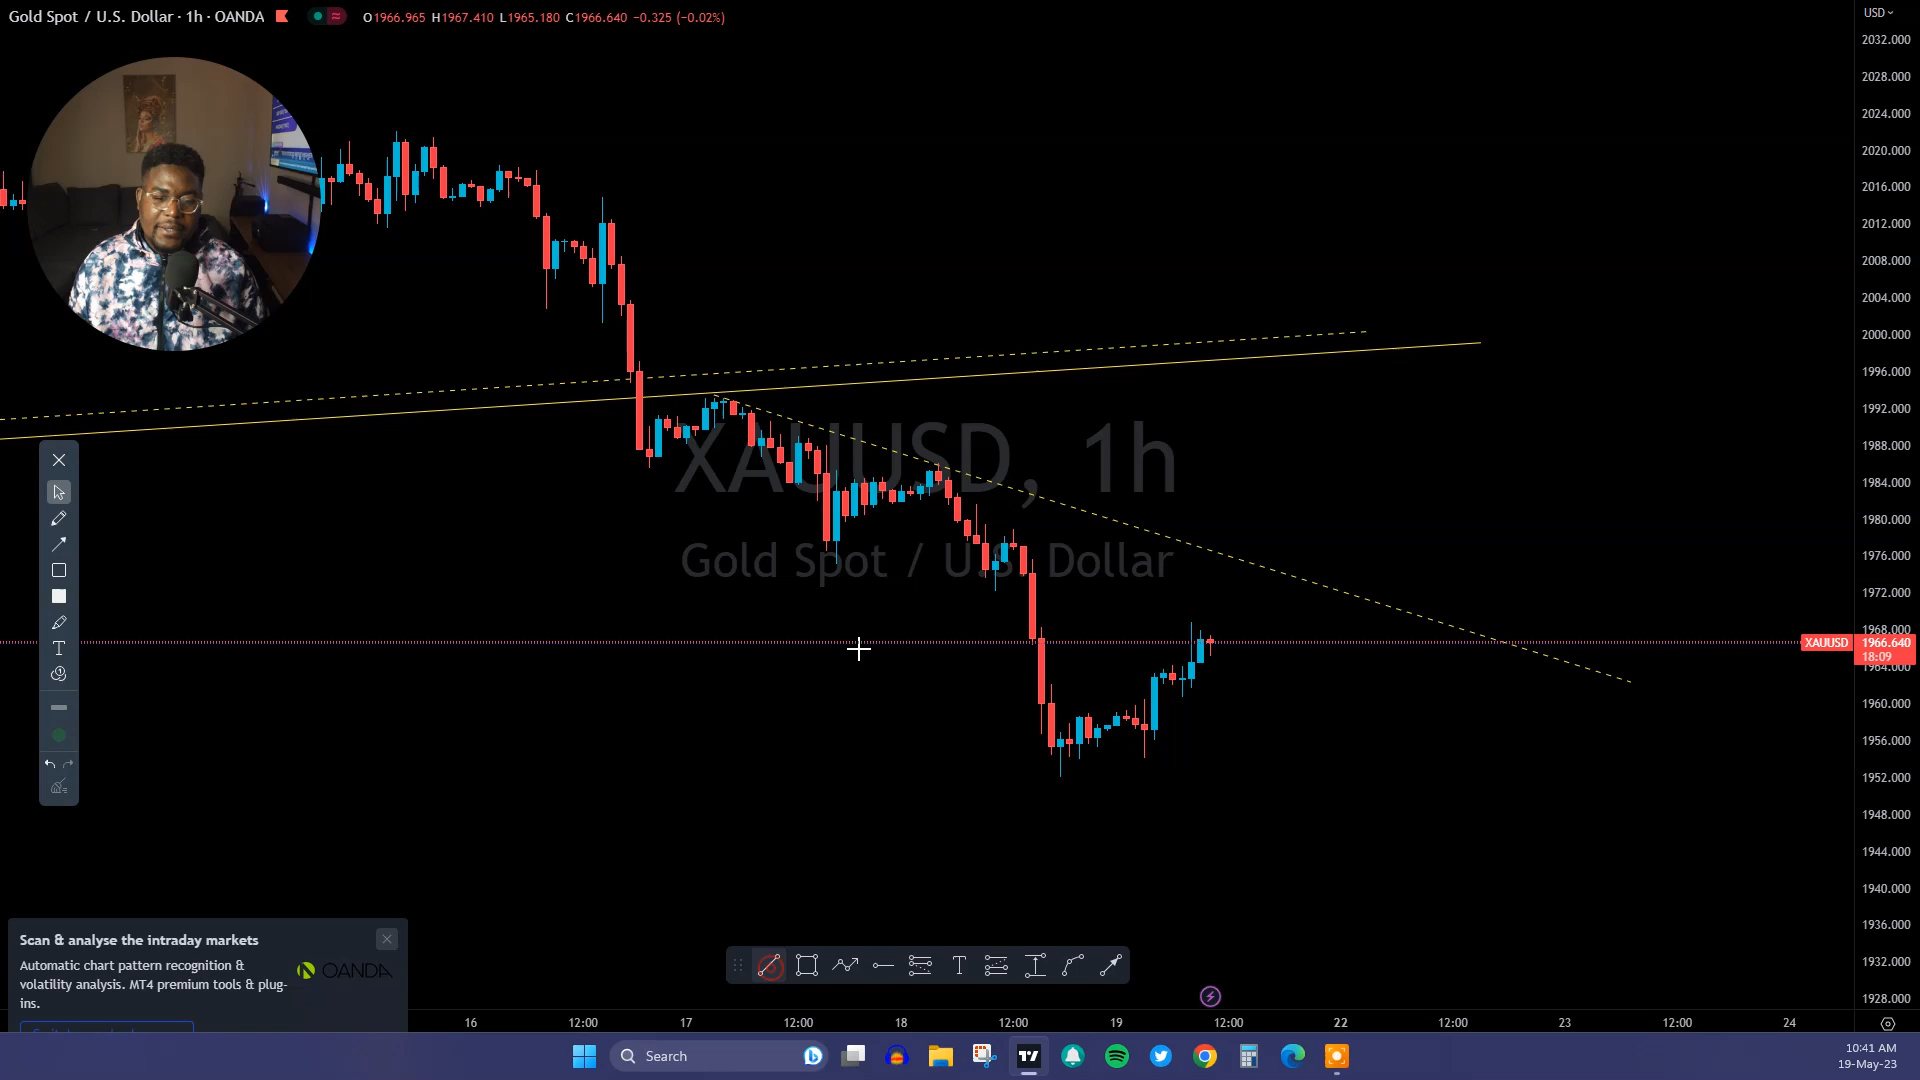 Gold Spot / U.S. Dollar · 1h · OANDA O1966.965 H1967.410 L1965.180 C1966.640 −0.325 (−0.02%)
USD
2032.000
2028.000
2024.000
2020.000
2016.000
2012.000
2008.000
2004.000
2000.000
1996.000
1992.000
1988.000
1984.000
1980.000
1976.000
1972.000
1968.000
XAUUSD 1966.640
18:09
1964.000
1960.000
1956.000
1952.000
1948.000
1944.000
1940.000
1936.000
1932.000
1928.000
XAUUSD, 1h
Gold Spot / U.S. Dollar
Scan & analyse the intraday markets
Automatic chart pattern recognition &
volatility analysis. MT4 premium tools & plug-
ins.
OANDA
16 12:00 17 12:00 18 12:00 19 12:00 22 12:00 23 12:00 24
Search
10:41 AM
19-May-23